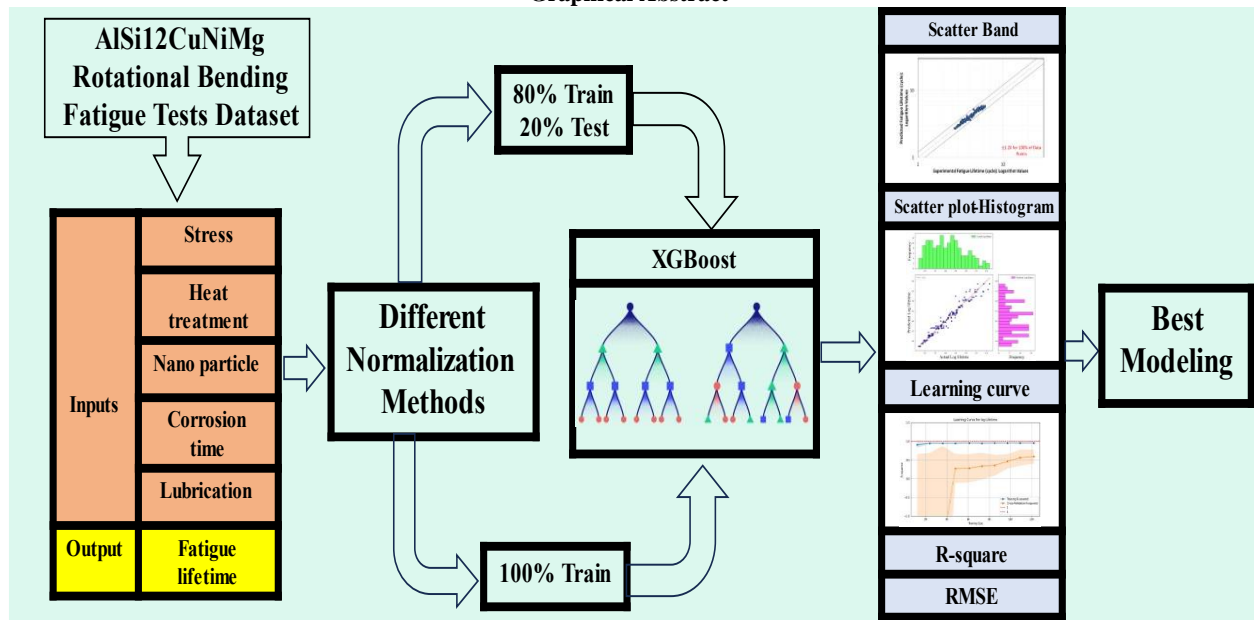 Graphical Abstract
AlSi12CuNiMg
Rotational Bending
Fatigue Tests Dataset
Inputs
Stress
Heat
treatment
Nano particle
Corrosion
time
Lubrication
Output
Fatigue
lifetime
Different
Normalization
Methods
80% Train
20% Test
100% Train
XGBoost
Scatter Band
Scatter plot-Histogram
Learning curve
R-square
RMSE
Best
Modeling